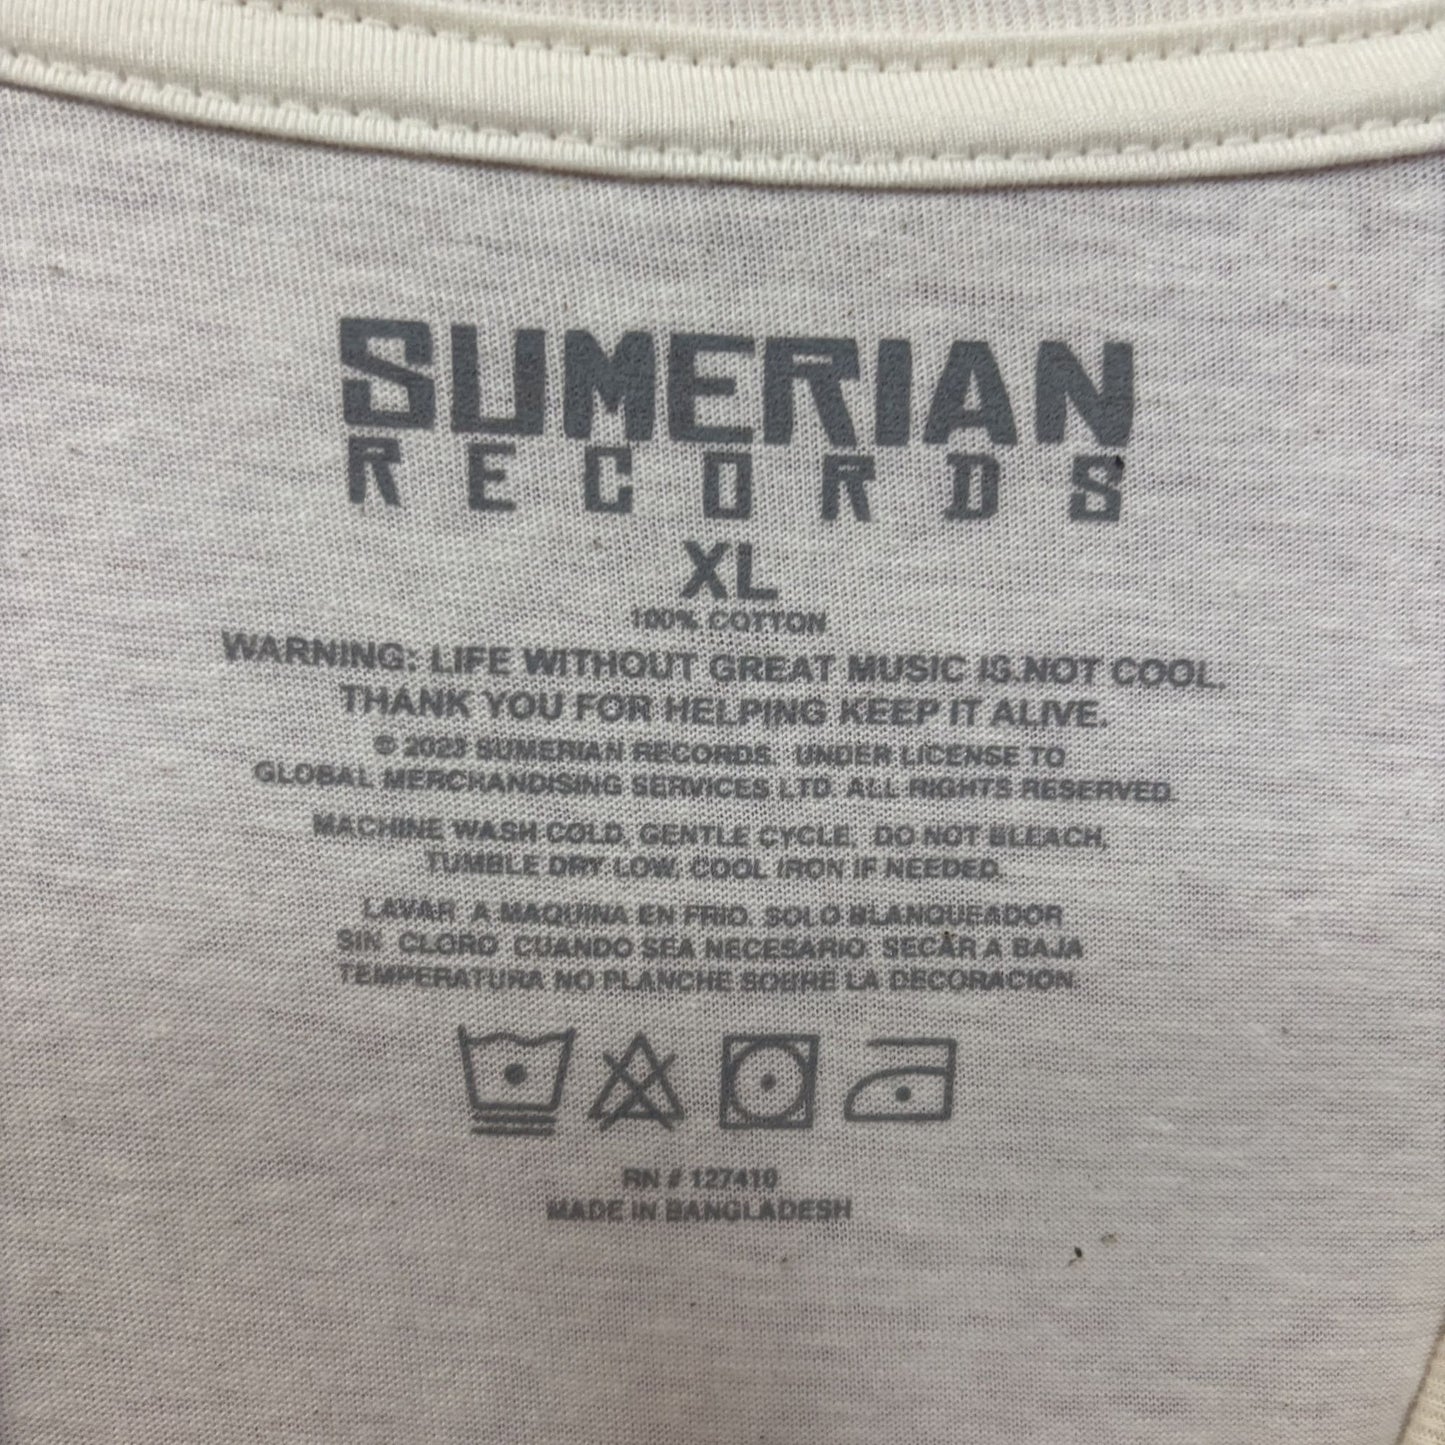 SUMERIAN
RECORDS
XL
100% COTTON
WARNING: LIFE WITHOUT GREAT MUSIC IS NOT COOL.
THANK YOU FOR HELPING KEEP IT ALIVE.
© 2023 SUMERIAN RECORDS. UNDER LICENSE TO
GLOBAL MERCHANDISING SERVICES LTD. ALL RIGHTS RESERVED.
MACHINE WASH COLD, GENTLE CYCLE, DO NOT BLEACH,
TUMBLE DRY LOW, COOL IRON IF NEEDED.
LAVAR A MAQUINA EN FRIO. SOLO BLANQUEADOR
SIN CLORO CUANDO SEA NECESARIO. SECAR A BAJA
TEMPERATURA NO PLANCHE SOBRE LA DECORACION.
RN # 127410
MADE IN BANGLADESH